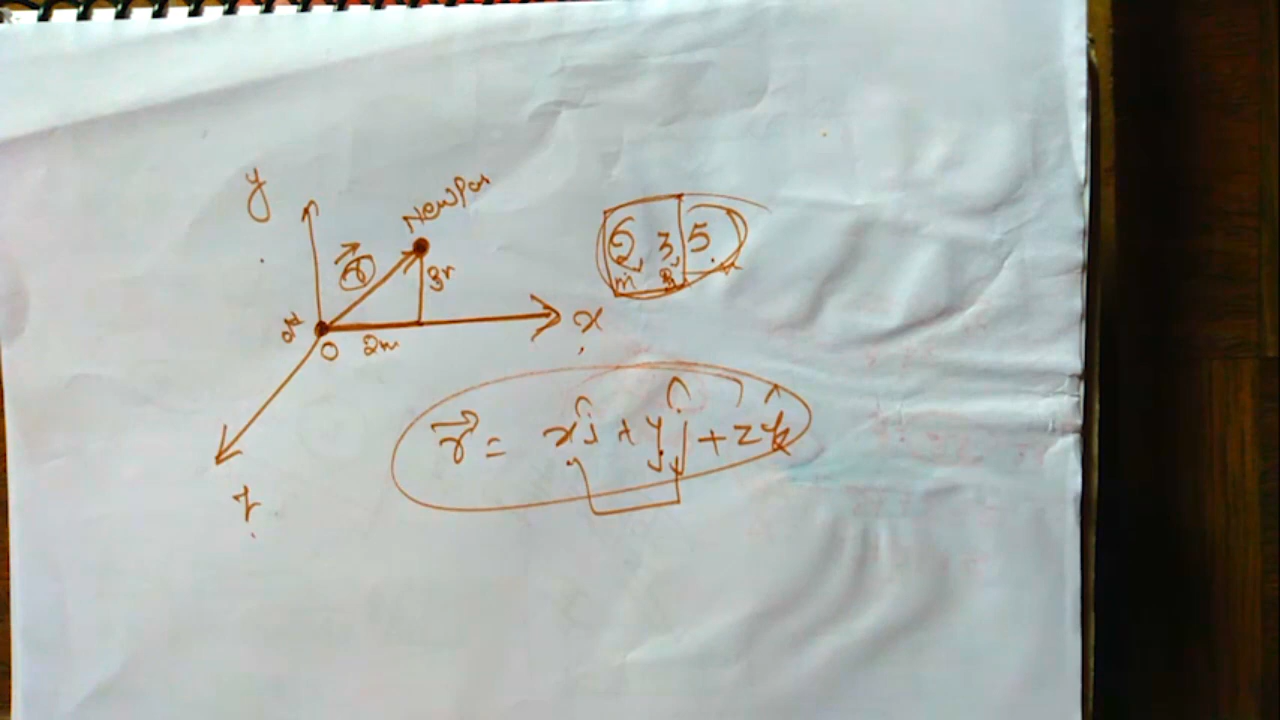 y
New Pos
r
3m
O
2m
x
z
2 3 5
r = xi + yj + zk